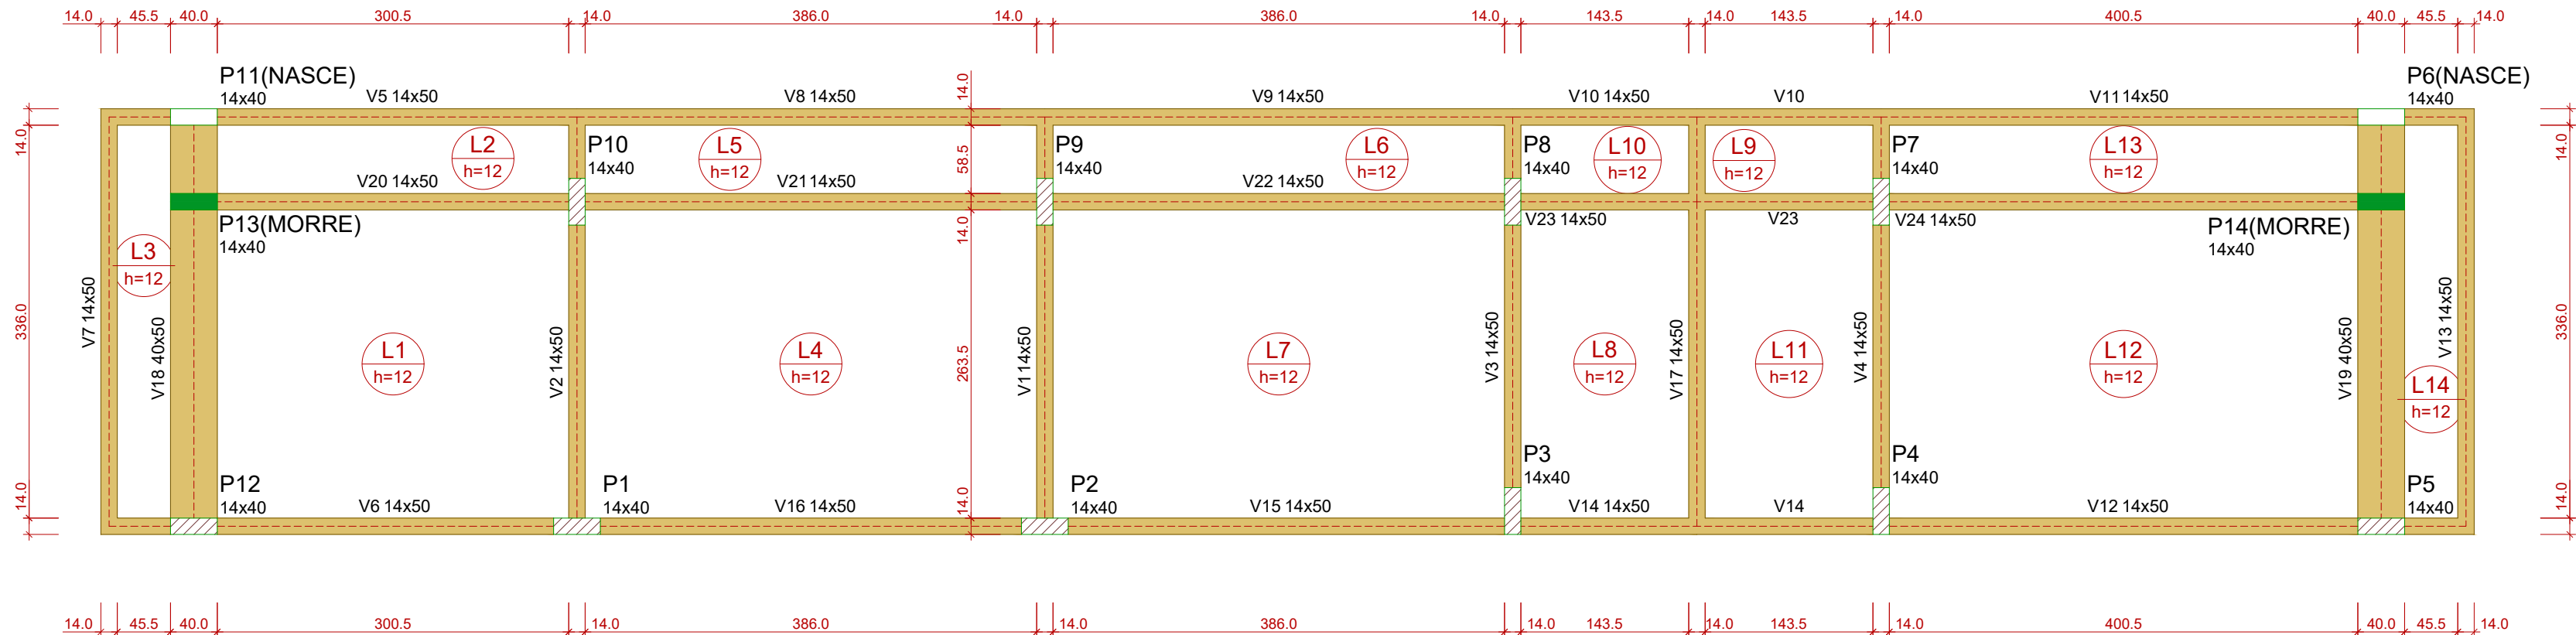 14.0 45.5 40.0 300.5 14.0 386.0 14.0 386.0 14.0 143.5 14.0 143.5 14.0 400.5 40.0 45.5 14.0
P11(NASCE)
14x40
V5 14x50
V8 14x50
14.0
V9 14x50
V10 14x50
V10
V11 14x50
P6(NASCE)
14x40
14.0
L2
h=12
P10
14x40
L5
h=12
58.5
P9
14x40
L6
h=12
P8
14x40
L10
h=12
L9
h=12
P7
14x40
L13
h=12
14.0
V20 14x50
V21 14x50
V22 14x50
P13(MORRE)
14x40
14.0
V23 14x50
V23
V24 14x50
P14(MORRE)
14x40
L3
h=12
336.0
V7 14x50
V18 40x50
L1
h=12
V2 14x50
L4
h=12
263.5
V1 14x50
L7
h=12
V3 14x50
L8
h=12
V17 14x50
L11
h=12
V4 14x50
L12
h=12
V19 40x50
V13 14x50
336.0
L14
h=12
14.0
P12
14x40
V6 14x50
P1
14x40
V16 14x50
14.0
P2
14x40
V15 14x50
P3
14x40
V14 14x50
V14
P4
14x40
V12 14x50
P5
14x40
14.0
14.0 45.5 40.0 300.5 14.0 386.0 14.0 386.0 14.0 143.5 14.0 143.5 14.0 400.5 40.0 45.5 14.0